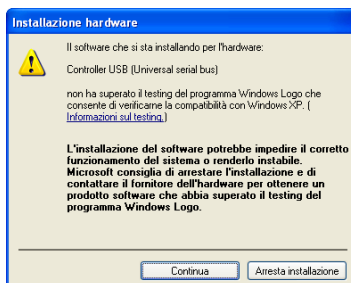 Installazione hardware
Il software che si sta installando per l'hardware:
Controller USB (Universal serial bus)
non ha superato il testing del programma Windows Logo che
consente di verificarne la compatibilità con Windows XP. (
Informazioni sul testing.)
L'installazione del software potrebbe impedire il corretto
funzionamento del sistema o renderlo instabile.
Microsoft consiglia di arrestare l'installazione e di
contattare il fornitore dell'hardware per ottenere un
prodotto software che abbia superato il testing del
programma Windows Logo.
Continua
Arresta installazione